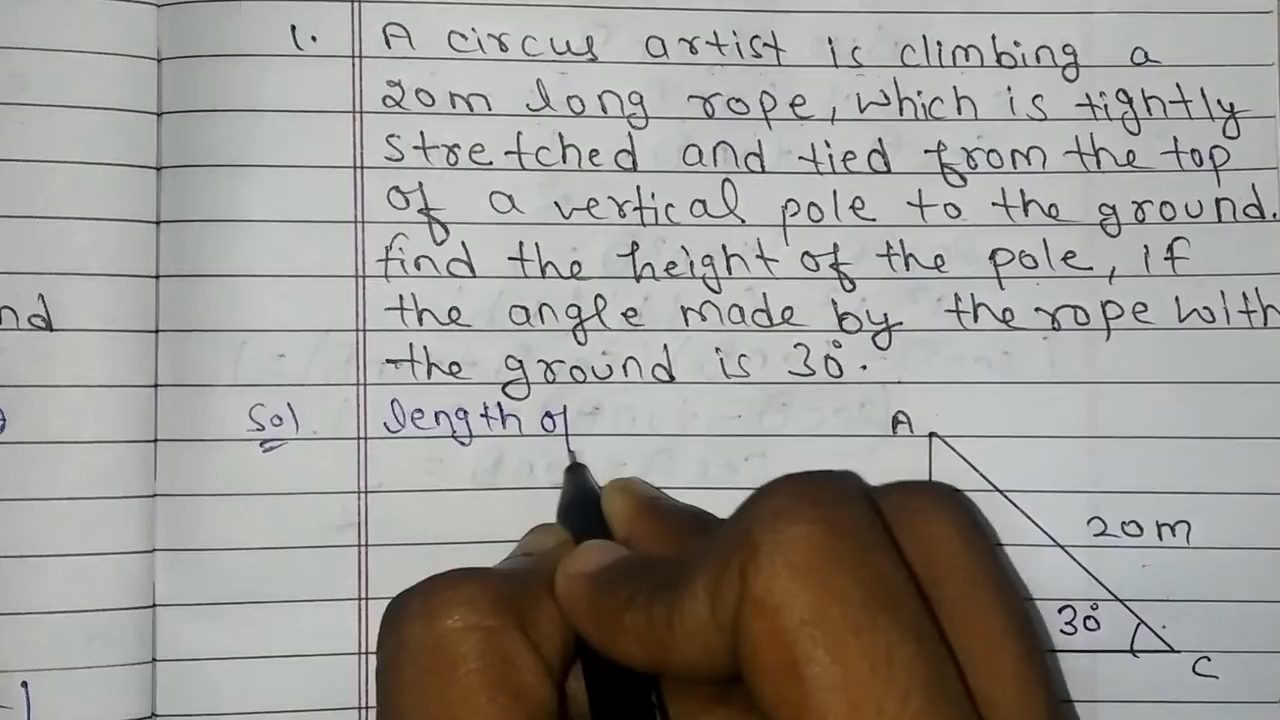 1. A circus artist is climbing a
20m long rope, which is tightly
stretched and tied from the top
of a vertical pole to the ground.
find the height of the pole, if
nd the angle made by the rope with
the ground is 30°.
Sol. length of
A
20m
30°
C